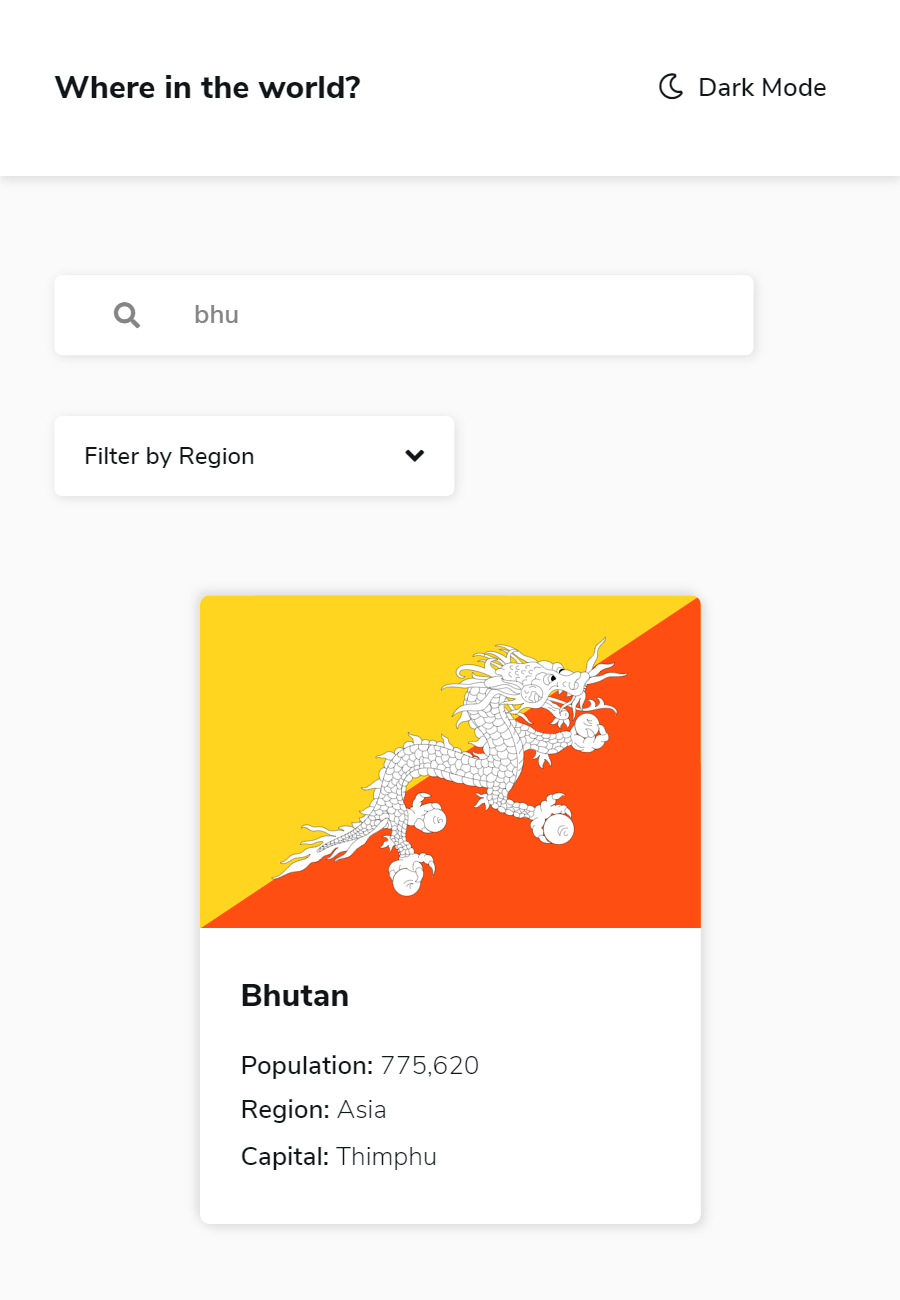 Where in the world?
Dark Mode
bhu
Filter by Region
Bhutan
Population: 775,620
Region: Asia
Capital: Thimphu